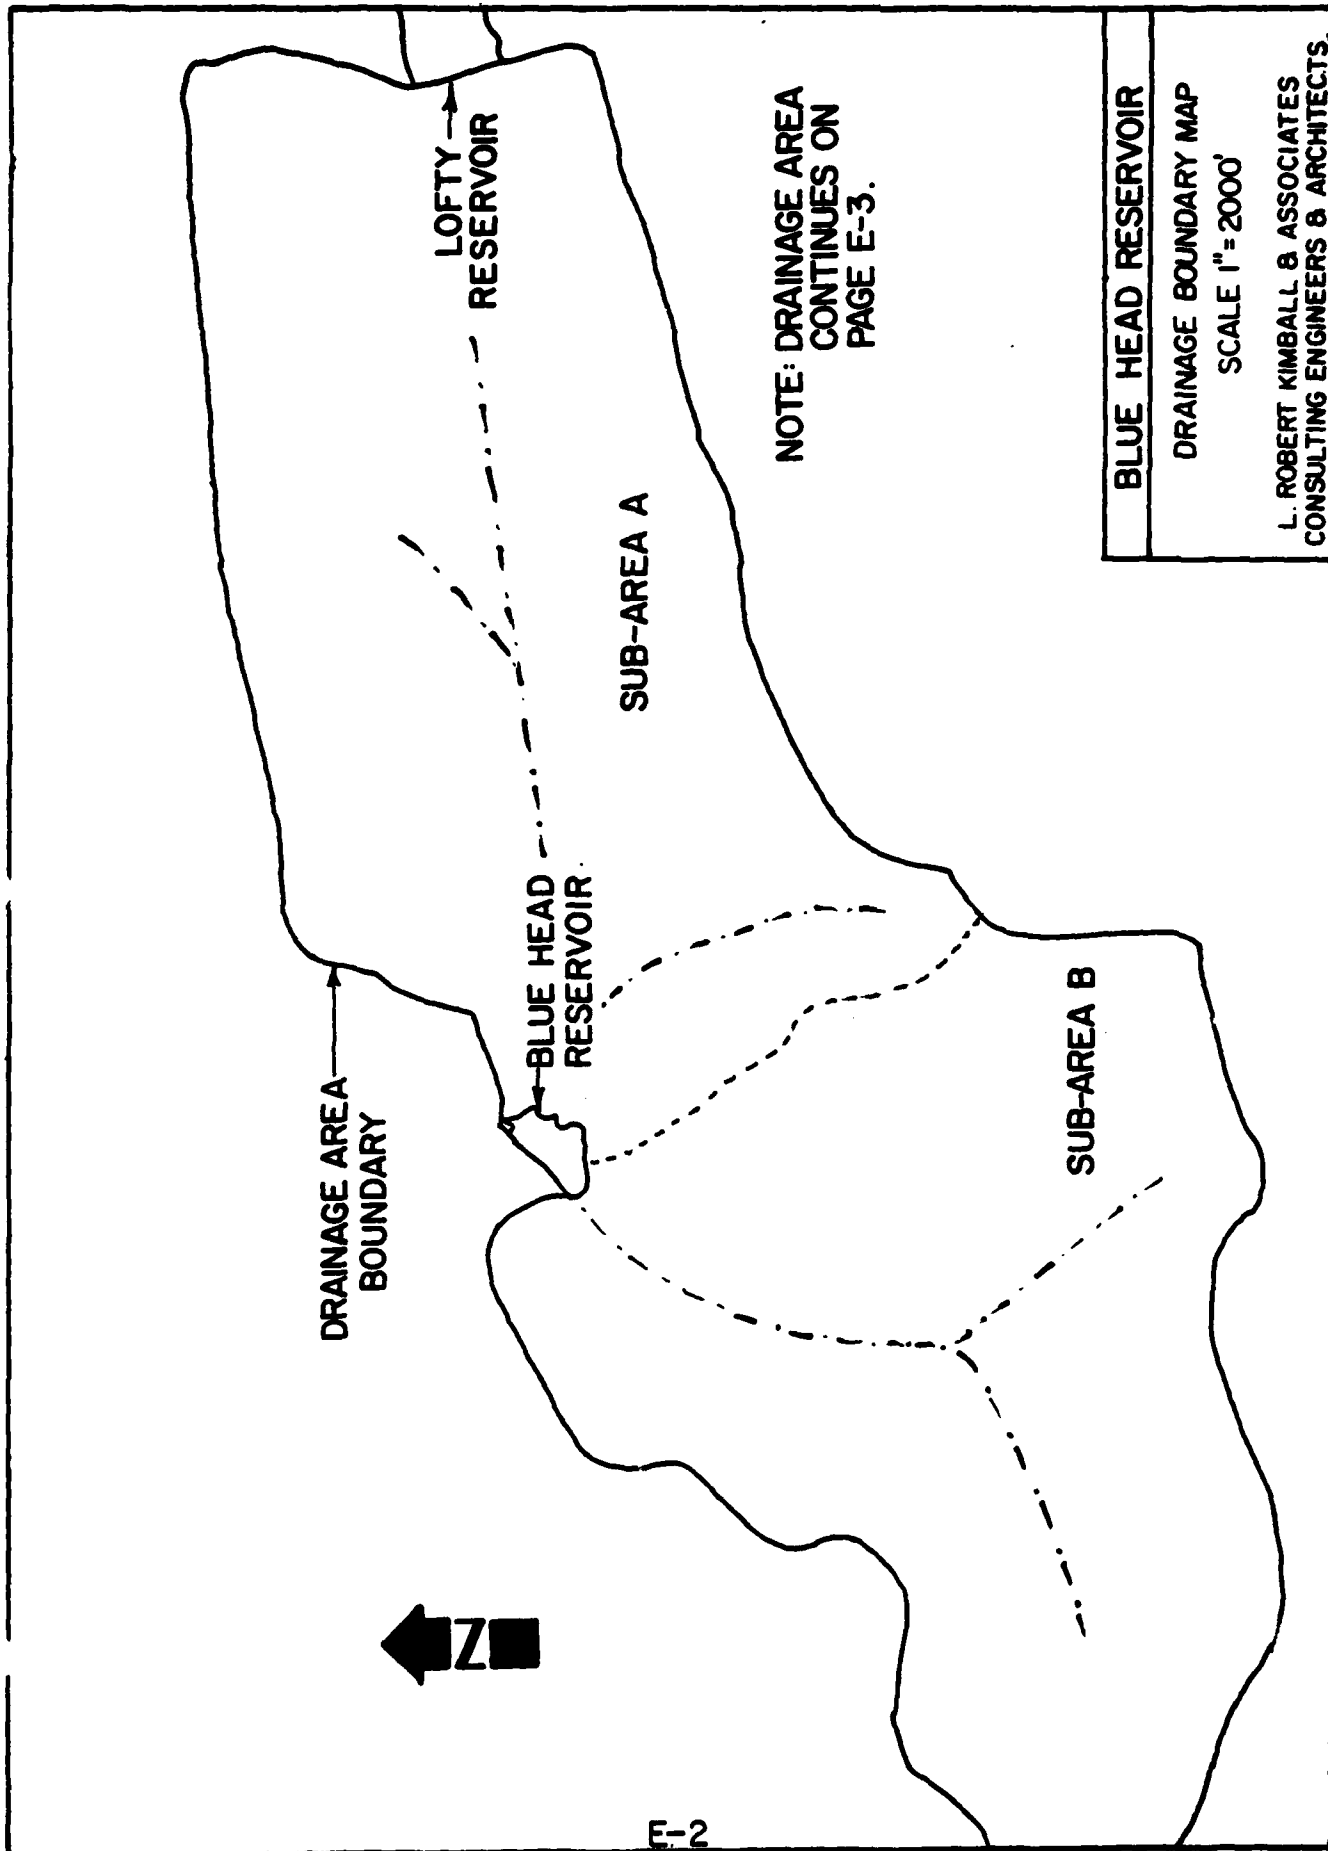 LOFTY
RESERVOIR
NOTE: DRAINAGE AREA
CONTINUES ON
PAGE E-3.
SUB-AREA A
BLUE HEAD
RESERVOIR
DRAINAGE AREA
BOUNDARY
SUB-AREA B
N
BLUE HEAD RESERVOIR
DRAINAGE BOUNDARY MAP
SCALE 1"=2000'
L. ROBERT KIMBALL & ASSOCIATES
CONSULTING ENGINEERS & ARCHITECTS.
E-2